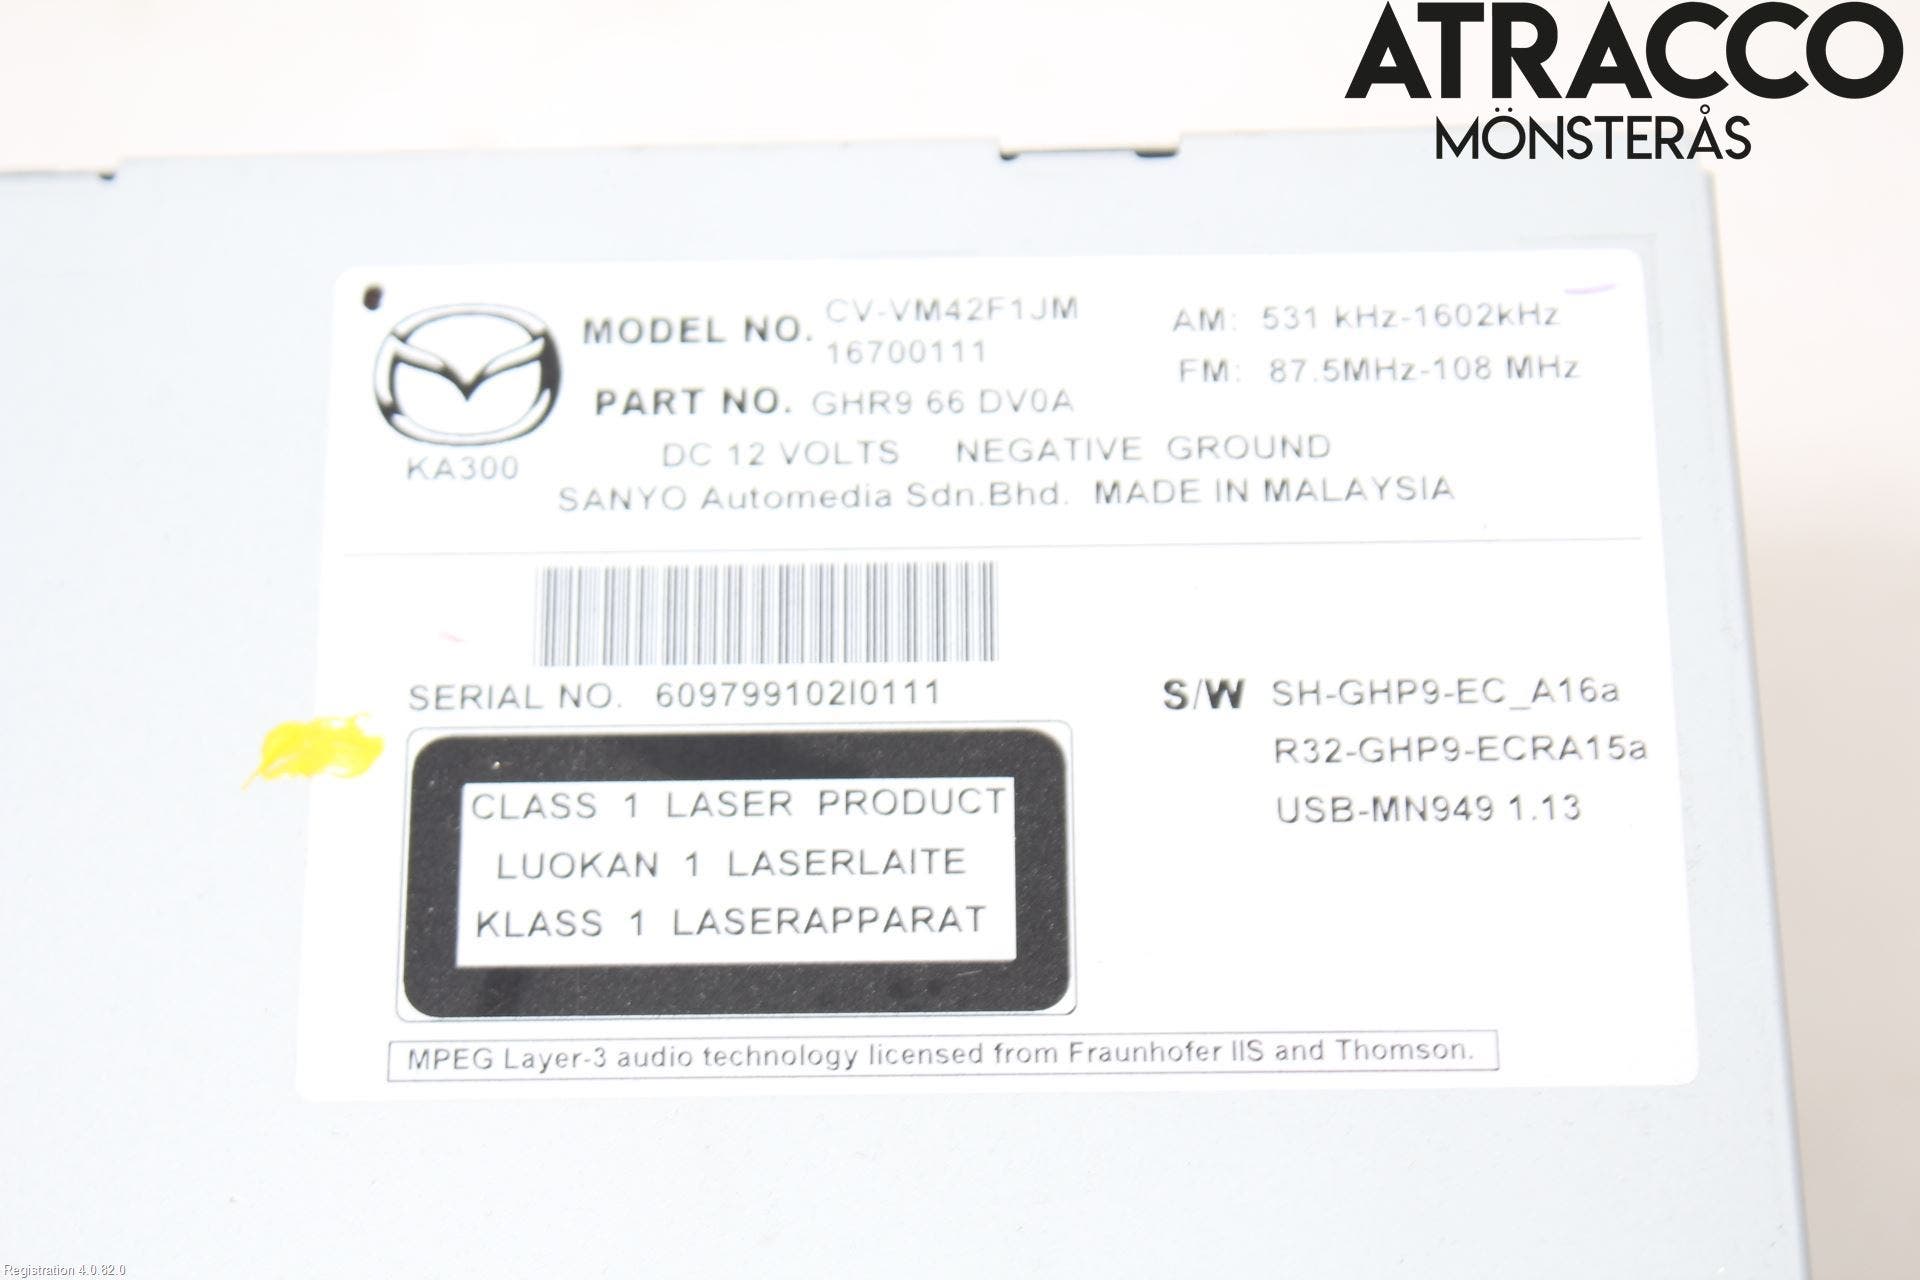 ATRACCO
MÖNSTERÅS
MODEL NO. CV-VM42F1JM
16700111
AM: 531 kHz-1602kHz
FM: 87.5MHz-108 MHz
PART NO. GHR9 66 DV0A
KA300
DC 12 VOLTS NEGATIVE GROUND
SANYO Automedia Sdn.Bhd. MADE IN MALAYSIA
SERIAL NO. 609799102I0111
S/W SH-GHP9-EC_A16a
R32-GHP9-ECRA15a
USB-MN949 1.13
CLASS 1 LASER PRODUCT
LUOKAN 1 LASERLAITE
KLASS 1 LASERAPPARAT
MPEG Layer-3 audio technology licensed from Fraunhofer IIS and Thomson.
Registration 4.0.82.0